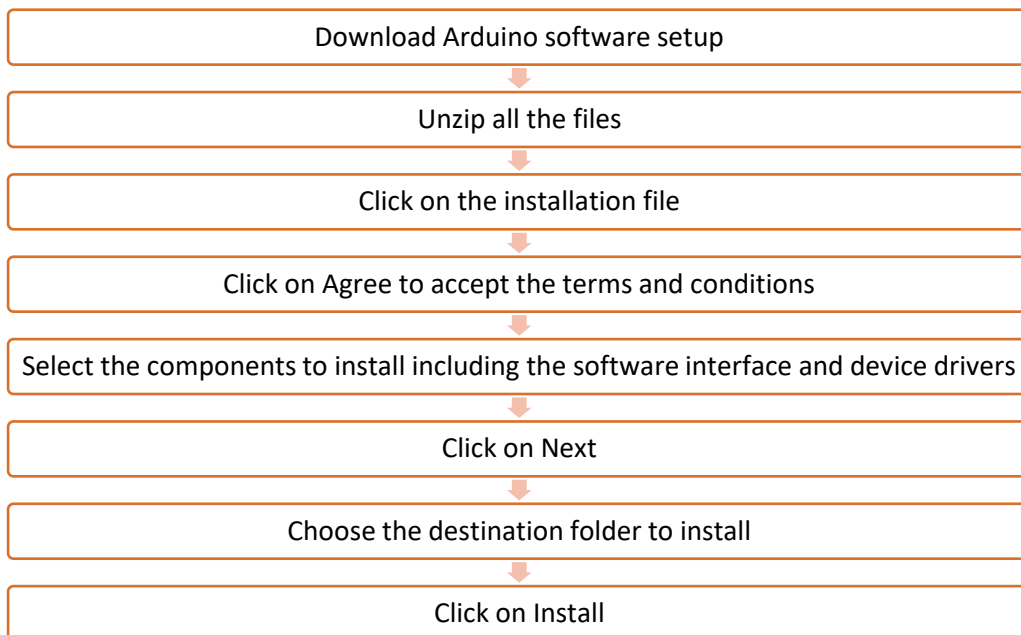 Download Arduino software setup
Unzip all the files
Click on the installation file
Click on Agree to accept the terms and conditions
Select the components to install including the software interface and device drivers
Click on Next
Choose the destination folder to install
Click on Install